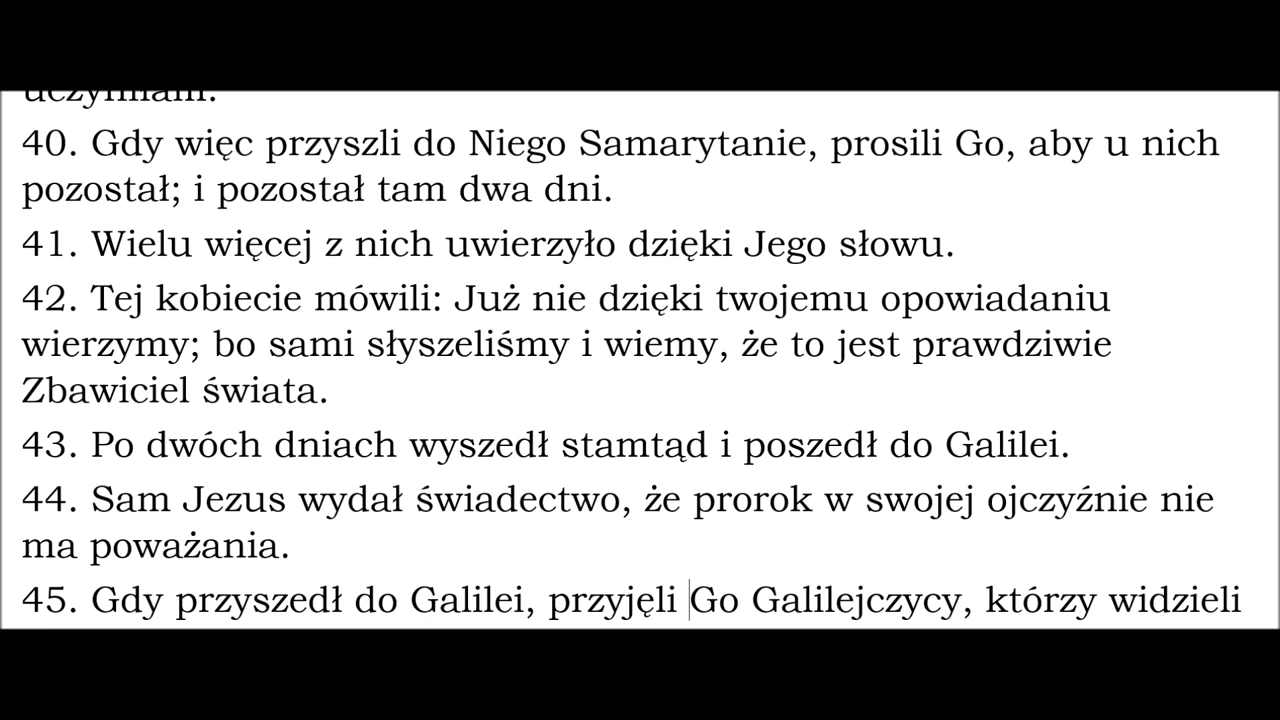 40. Gdy więc przyszli do Niego Samarytanie, prosili Go, aby u nich
pozostał; i pozostał tam dwa dni.
41. Wielu więcej z nich uwierzyło dzięki Jego słowu.
42. Tej kobiecie mówili: Już nie dzięki twojemu opowiadaniu
wierzymy; bo sami słyszeliśmy i wiemy, że to jest prawdziwie
Zbawiciel świata.
43. Po dwóch dniach wyszedł stamtąd i poszedł do Galilei.
44. Sam Jezus wydał świadectwo, że prorok w swojej ojczyźnie nie
ma poważania.
45. Gdy przyszedł do Galilei, przyjęli Go Galilejczycy, którzy widzieli